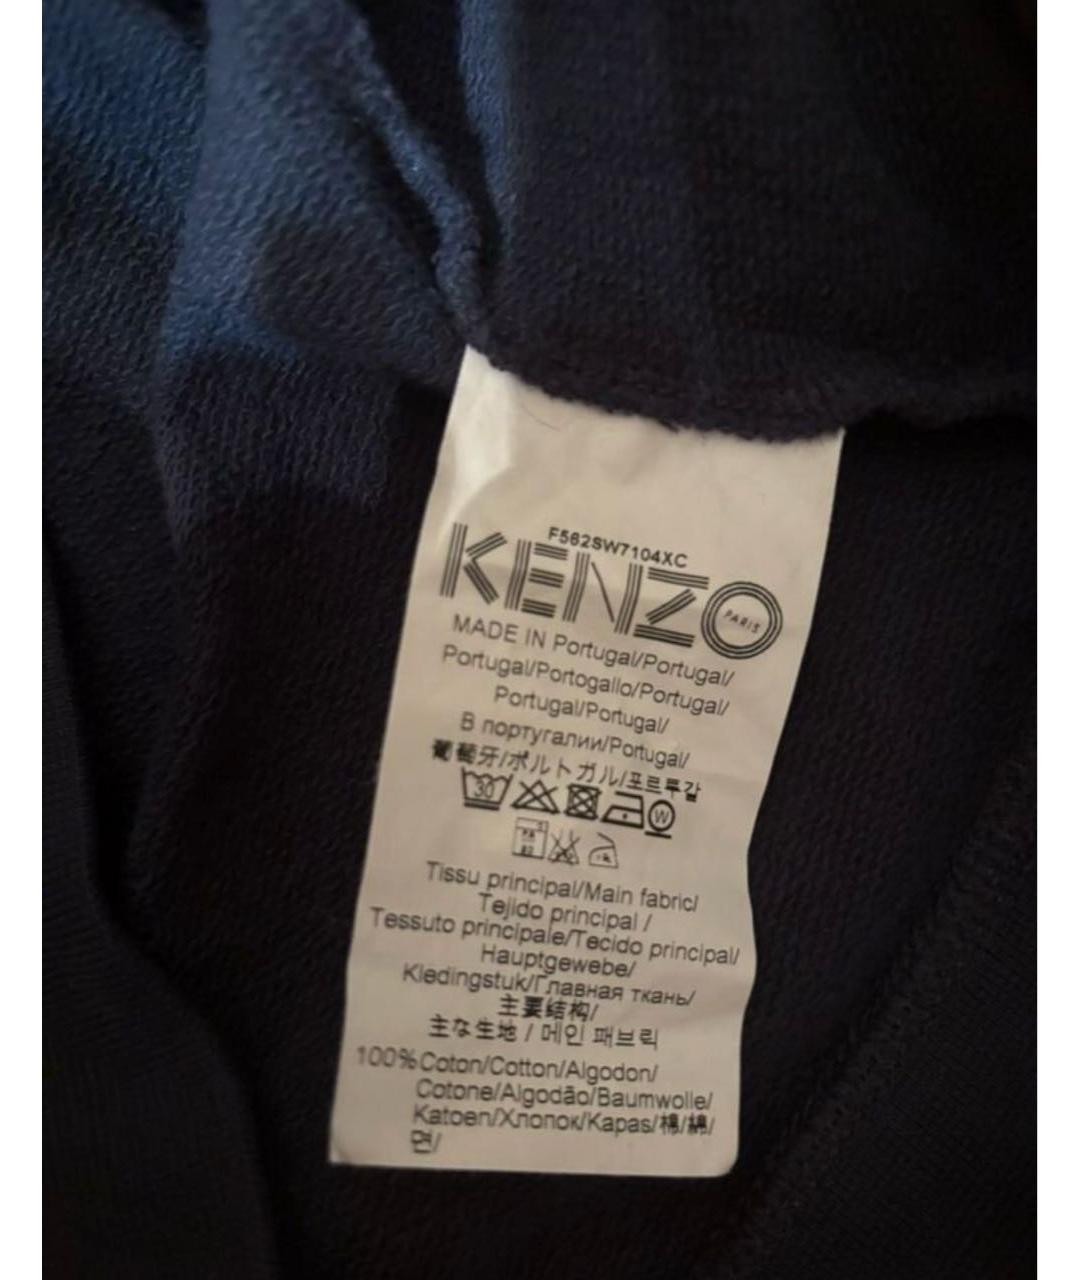 F562SW7104XC
KENZO
PARIS
MADE IN Portugal/Portugal/
Portugal/Portogallo/Portugal/
Portugal/Portugal/
В португалии/Portugal/
葡萄牙/ポルトガル/포르투갈
30 W
Tissu principal/Main fabric/
Tejido principal /
Tessuto principale/Tecido principal/
Hauptgewebe/
Kledingstuk/Главная ткань/
主要结构/
主な生地 / 메인 패브릭
100% Coton/Cotton/Algodon/
Cotone/Algodão/Baumwolle/
Katoen/Хлопок/Kapas/棉/綿/
면/